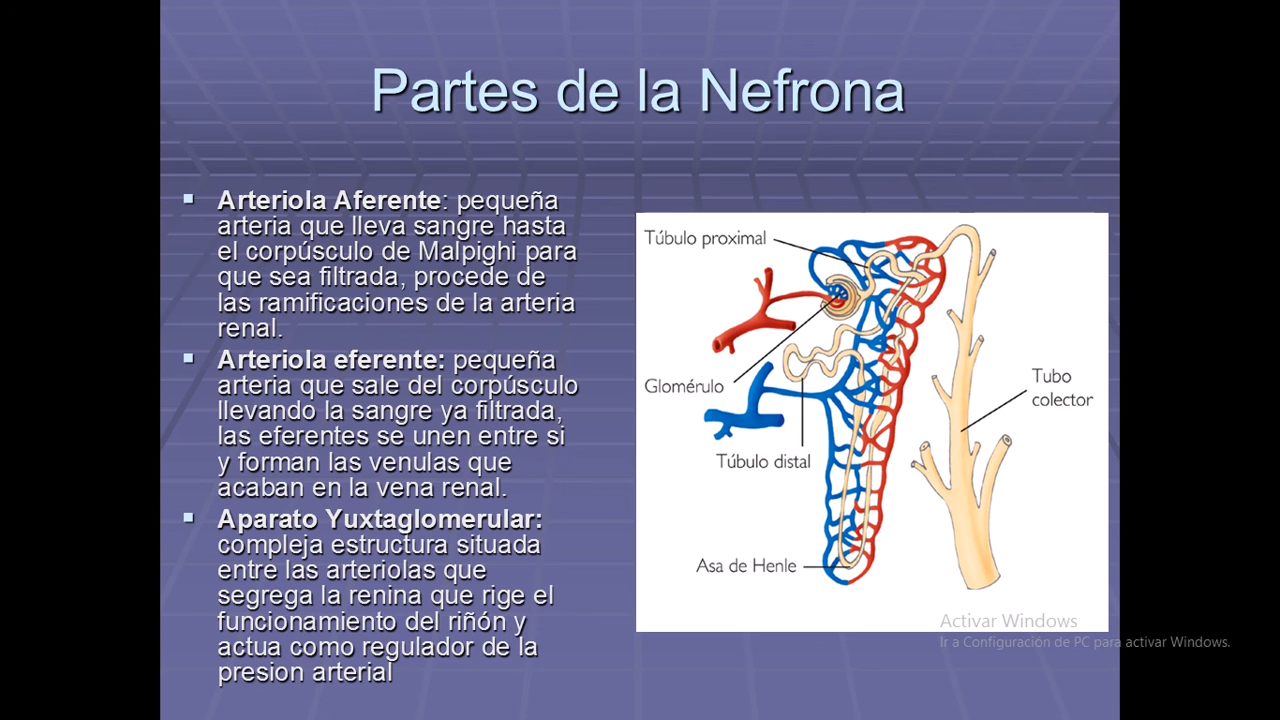 Partes de la Nefrona
Arteriola Aferente: pequeña
arteria que lleva sangre hasta
el corpúsculo de Malpighi para
que sea filtrada, procede de
las ramificaciones de la arteria
renal.
Arteriola eferente: pequeña
arteria que sale del corpúsculo
llevando la sangre ya filtrada,
las eferentes se unen entre si
y forman las venulas que
acaban en la vena renal.
Aparato Yuxtaglomerular:
compleja estructura situada
entre las arteriolas que
segrega la renina que rige el
funcionamiento del riñón y
actua como regulador de la
presion arterial
Túbulo proximal
Glomérulo
Túbulo distal
Asa de Henle
Tubo
colector
Activar Windows
Ir a Configuración de PC para activar Windows.